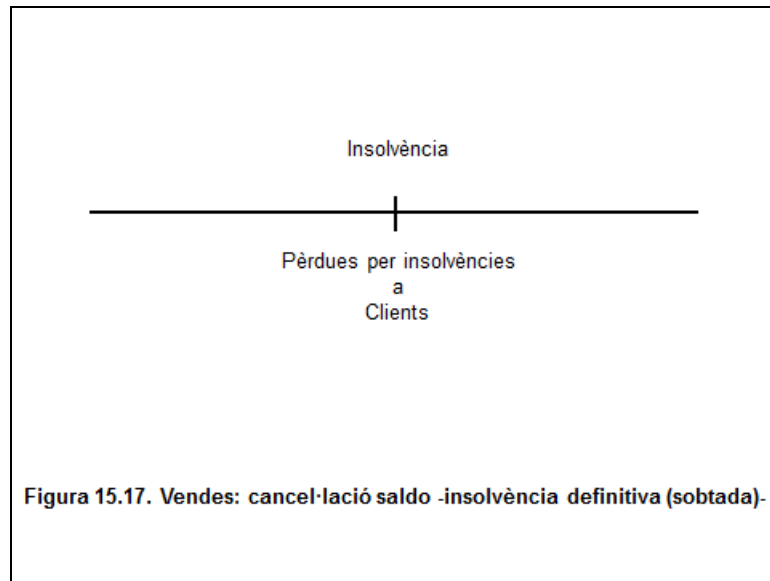 Insolvència
Pèrdues per insolvències
a
Clients
Figura 15.17. Vendes: cancel·lació saldo -insolvència definitiva (sobtada)-